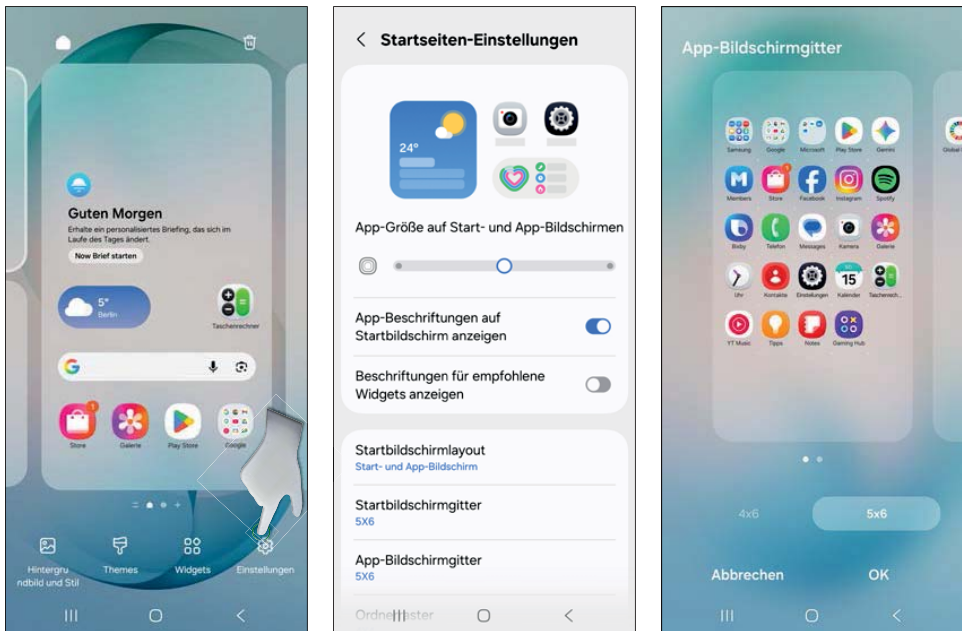 Guten Morgen
Erhalte ein personalisiertes Briefing, das sich im
Laufe des Tages ändert.
Now Brief starten
5°
Berlin
Taschenrechner
Store
Galerie
Play Store
Google
Hintergru
ndbild und Stil
Themes
Widgets
Einstellungen
Startseiten-Einstellungen
24°
App-Größe auf Start- und App-Bildschirmen
App-Beschriftungen auf
Startbildschirm anzeigen
Beschriftungen für empfohlene
Widgets anzeigen
Startbildschirmlayout
Start- und App-Bildschirm
Startbildschirmgitter
5X6
App-Bildschirmgitter
5X6
App-Bildschirmgitter
Samsung Google Microsoft Play Store Gemini
Members Store Facebook Instagram Spotify
Bixby Telefon Messages Kamera Galerie
15
Uhr Kontakte Einstellungen Kalender Taschenrech...
YT Music Tipps Notes Gaming Hub
Global
4x6
5x6
Abbrechen
OK